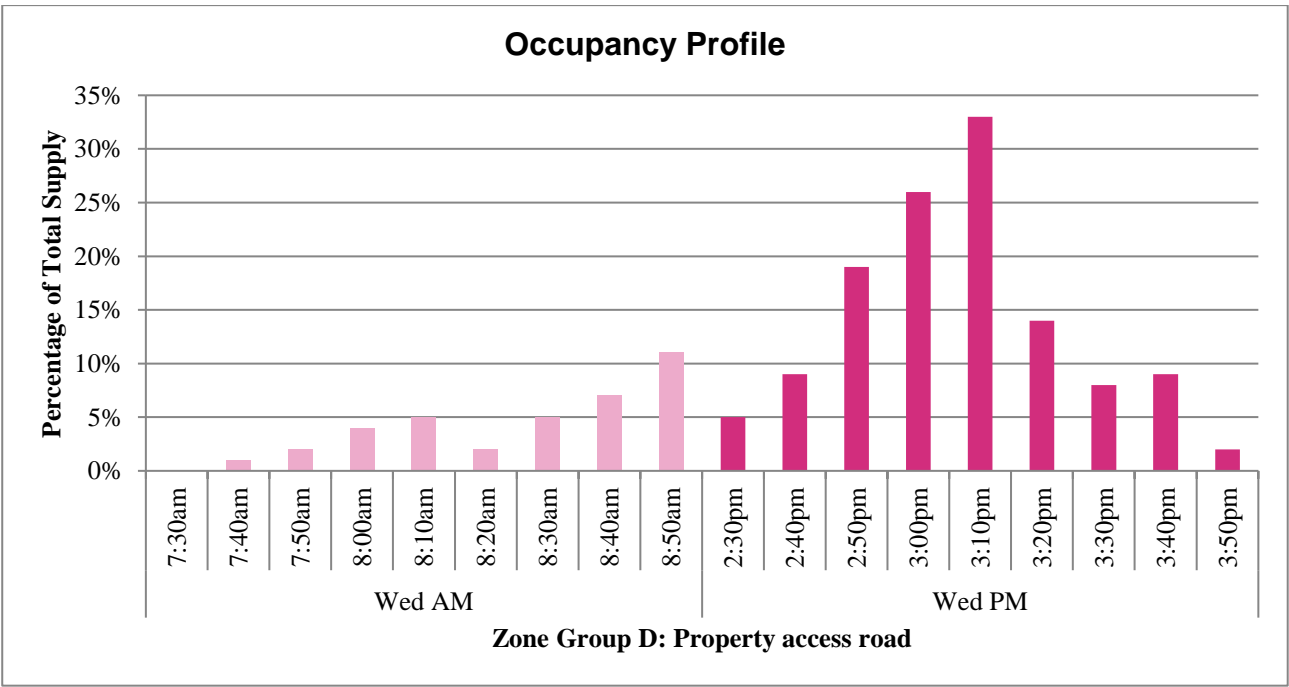 Occupancy Profile
Percentage of Total Supply
35%
30%
25%
20%
15%
10%
5%
0%
7:30am
7:40am
7:50am
8:00am
8:10am
8:20am
8:30am
8:40am
8:50am
2:30pm
2:40pm
2:50pm
3:00pm
3:10pm
3:20pm
3:30pm
3:40pm
3:50pm
Wed AM
Wed PM
Zone Group D: Property access road